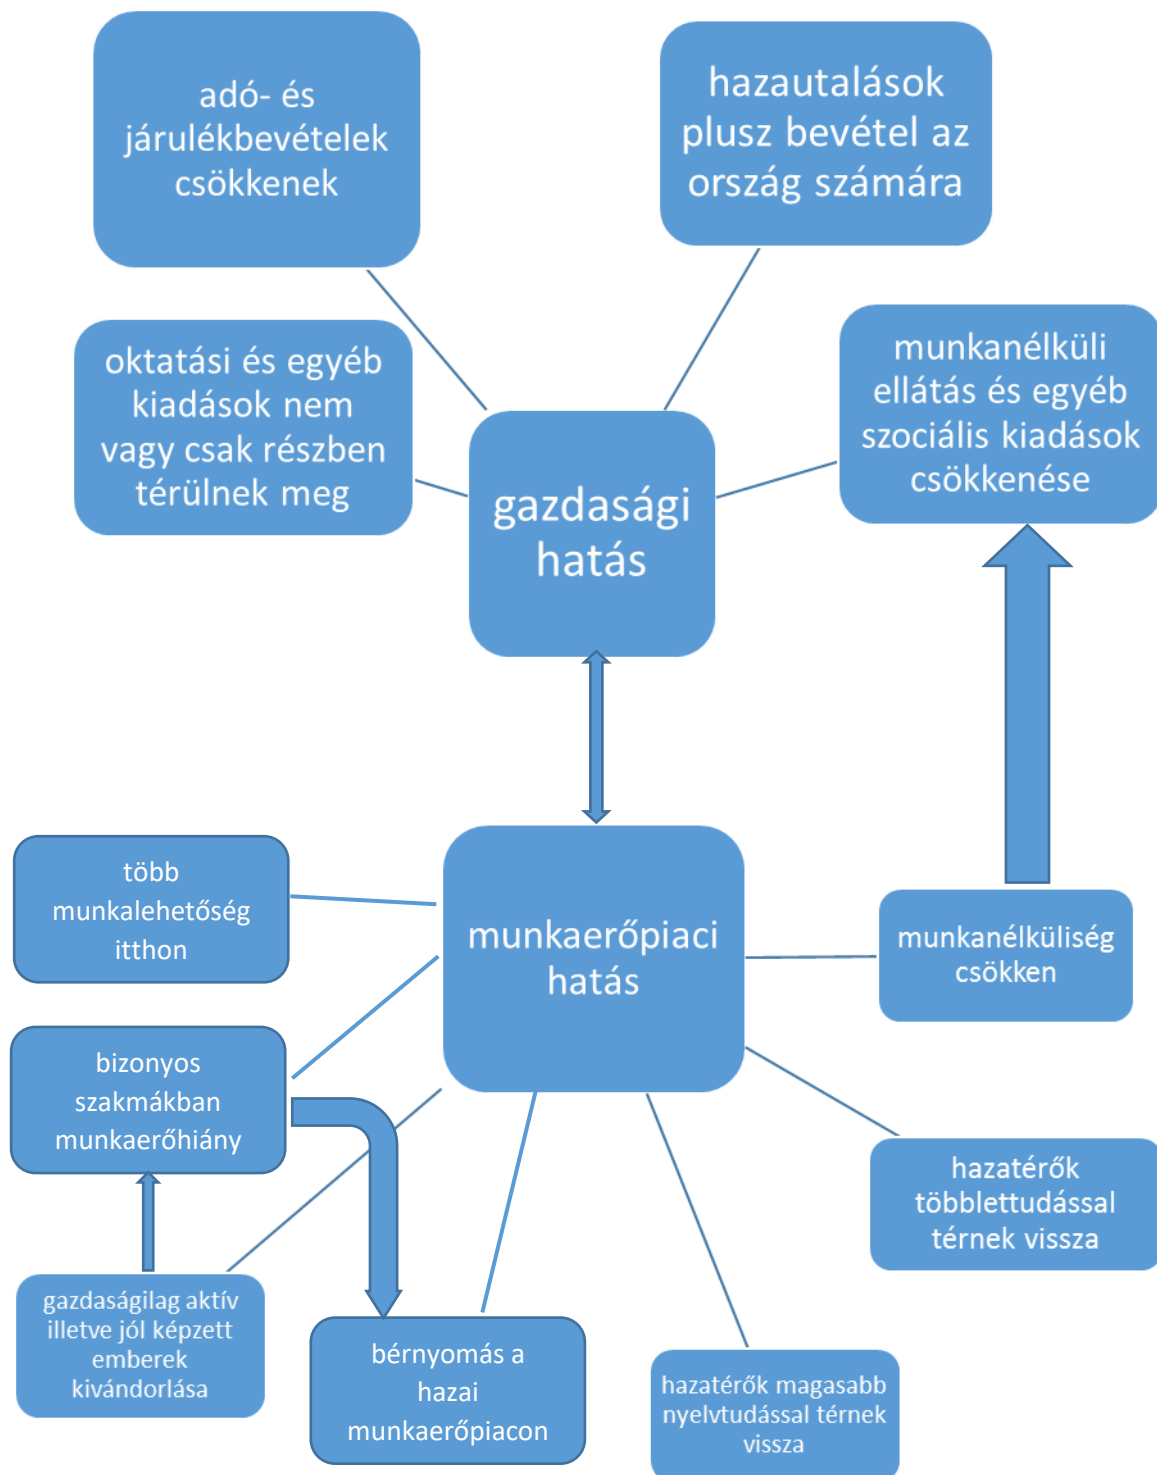 adó- és
járulékbevételek
csökkenek
hazautalások
plusz bevétel az
ország számára
oktatási és egyéb
kiadások nem
vagy csak részben
térülnek meg
munkanélküli
ellátás és egyéb
szociális kiadások
csökkenése
gazdasági
hatás
több
munkalehetőség
itthon
munkaerőpiaci
hatás
munkanélküliség
csökken
bizonyos
szakmákban
munkaerőhiány
hazatérők
többlettudással
térnek vissza
gazdaságilag aktív
illetve jól képzett
emberek
kivándorlása
bérnyomás a
hazai
munkaerőpiacon
hazatérők magasabb
nyelvtudással térnek
vissza